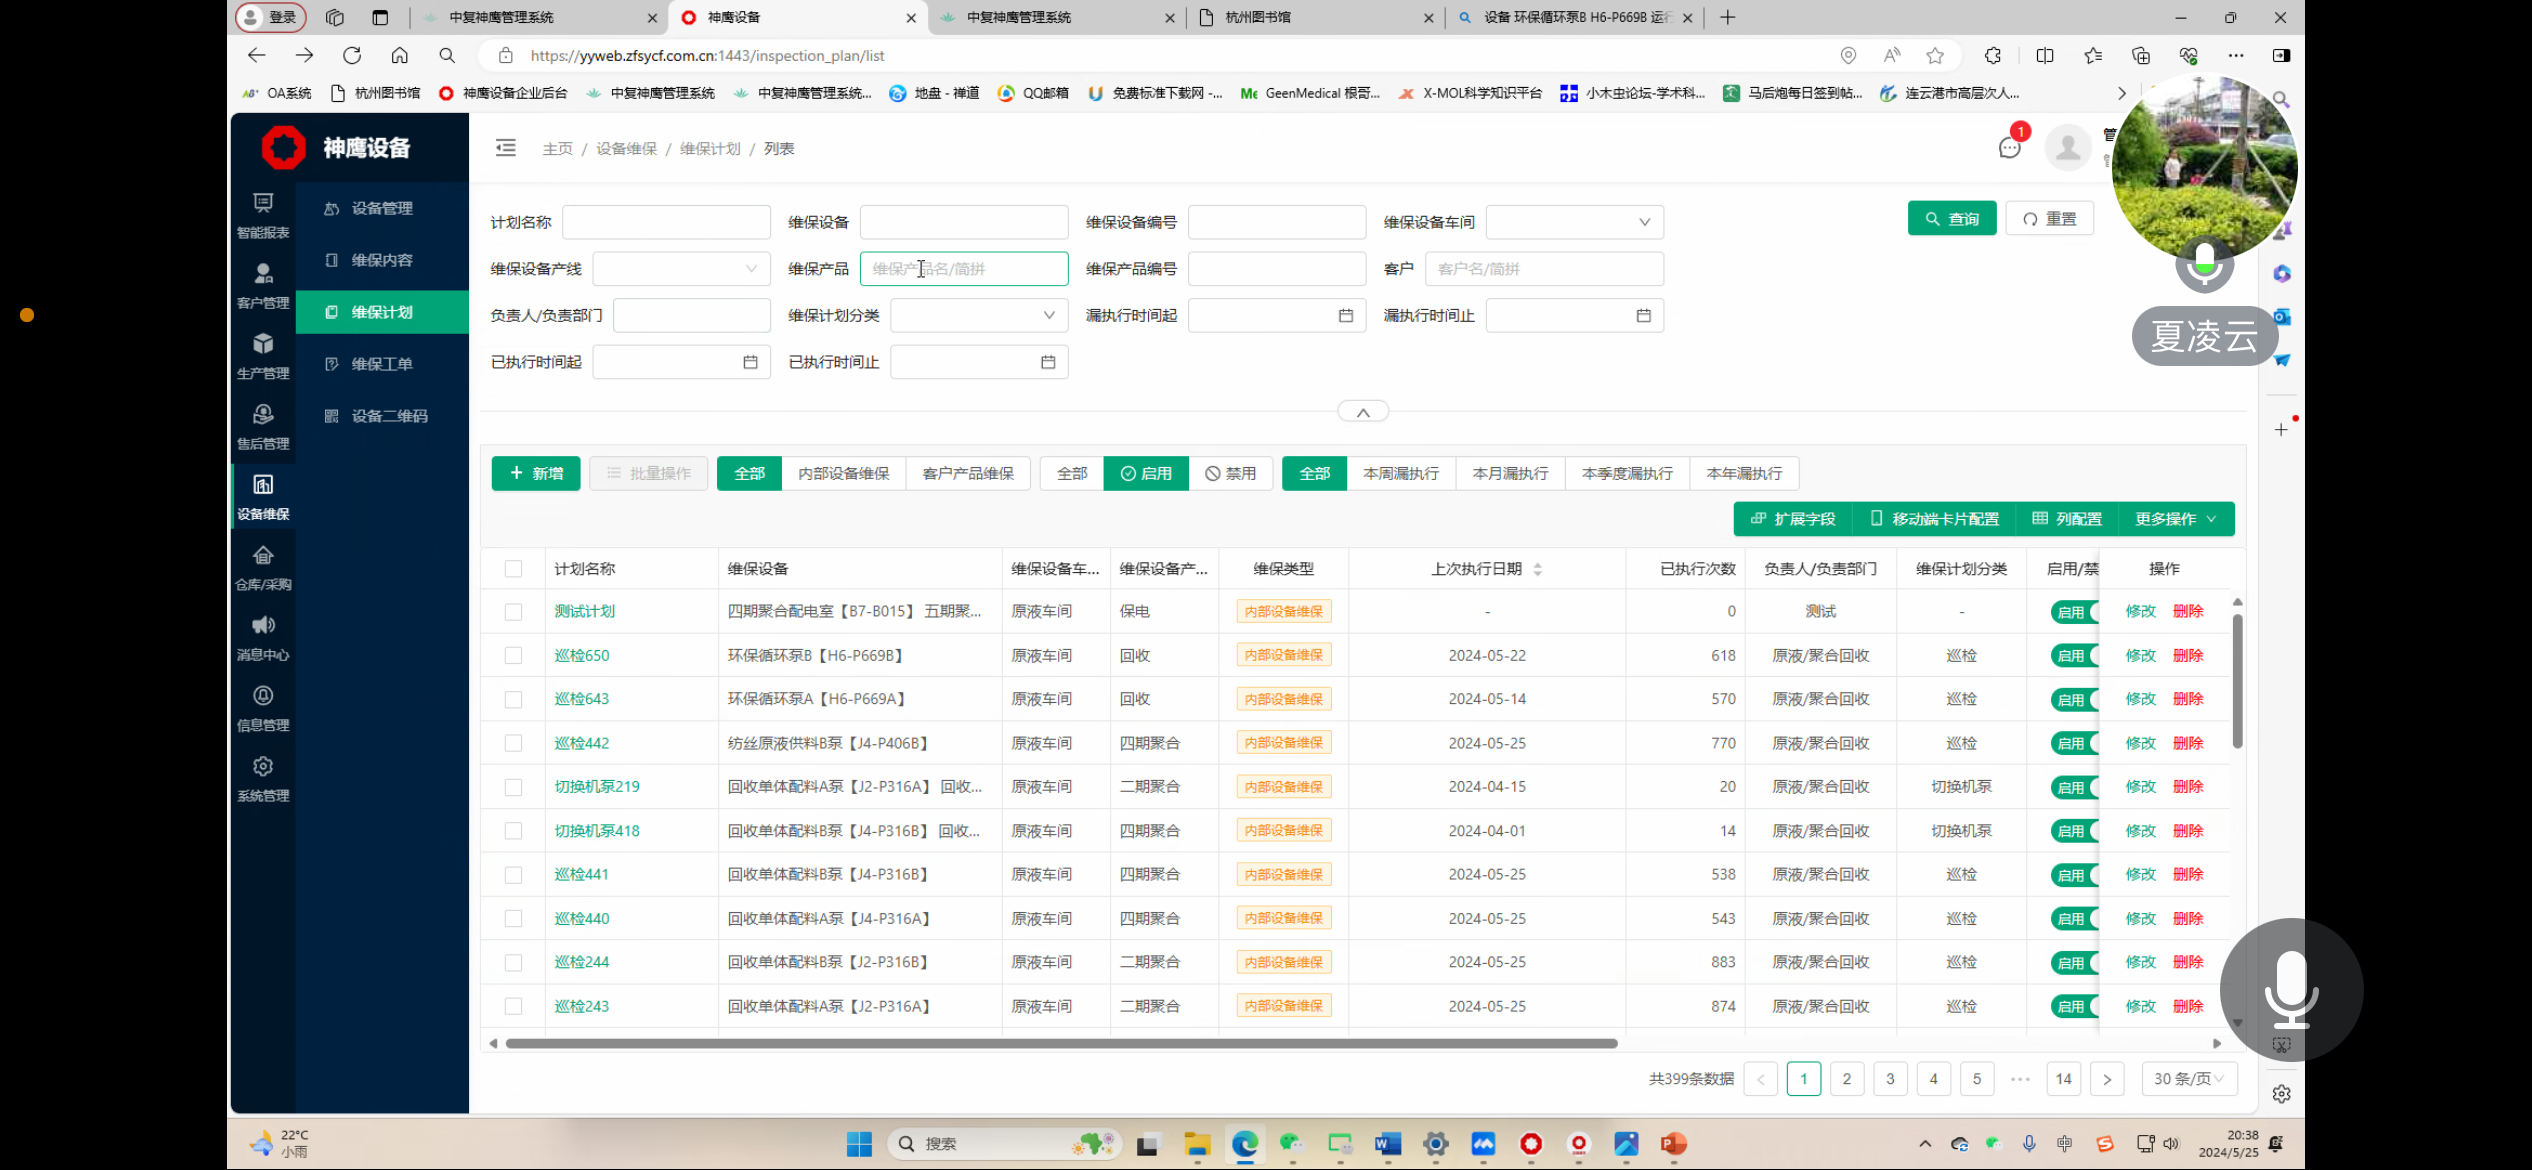 登录
中复神鹰管理系统
神鹰设备
中复神鹰管理系统
杭州图书馆
设备 环保循环泵B H6-P669B 运行
https://yyweb.zfsycf.com.cn:1443/inspection_plan/list
OA系统 杭州图书馆 神鹰设备企业后台 中复神鹰管理系统 中复神鹰管理系统... 地盘 - 禅道 QQ邮箱 免费标准下载网 -... GeenMedical 根哥... X-MOL科学知识平台 小木虫论坛-学术科... 马后炮每日签到帖... 连云港市高层次人...
神鹰设备
主页 / 设备维保 / 维保计划 / 列表
1
智能报表
客户管理
生产管理
售后管理
设备维保
仓库/采购
消息中心
信息管理
系统管理
设备管理
维保内容
维保计划
维保工单
设备二维码
计划名称 维保设备 维保设备编号 维保设备车间
查询 重置
维保设备产线 维保产品 维保产品名/简拼 维保产品编号 客户 客户名/简拼
负责人/负责部门 维保计划分类 漏执行时间起 漏执行时间止
已执行时间起 已执行时间止
夏凌云
新增 批量操作 全部 内部设备维保 客户产品维保 全部 启用 禁用 全部 本周漏执行 本月漏执行 本季度漏执行 本年漏执行
扩展字段 移动端卡片配置 列配置 更多操作
计划名称 维保设备 维保设备车... 维保设备产... 维保类型 上次执行日期 已执行次数 负责人/负责部门 维保计划分类 启用/禁 操作
测试计划 四期聚合配电室【B7-B015】 五期聚... 原液车间 保电 内部设备维保 - 0 测试 - 启用 修改 删除
巡检650 环保循环泵B【H6-P669B】 原液车间 回收 内部设备维保 2024-05-22 618 原液/聚合回收 巡检 启用 修改 删除
巡检643 环保循环泵A【H6-P669A】 原液车间 回收 内部设备维保 2024-05-14 570 原液/聚合回收 巡检 启用 修改 删除
巡检442 纺丝原液供料B泵【J4-P406B】 原液车间 四期聚合 内部设备维保 2024-05-25 770 原液/聚合回收 巡检 启用 修改 删除
切换机泵219 回收单体配料A泵【J2-P316A】 回收... 原液车间 二期聚合 内部设备维保 2024-04-15 20 原液/聚合回收 切换机泵 启用 修改 删除
切换机泵418 回收单体配料B泵【J4-P316B】 回收... 原液车间 四期聚合 内部设备维保 2024-04-01 14 原液/聚合回收 切换机泵 启用 修改 删除
巡检441 回收单体配料B泵【J4-P316B】 原液车间 四期聚合 内部设备维保 2024-05-25 538 原液/聚合回收 巡检 启用 修改 删除
巡检440 回收单体配料A泵【J4-P316A】 原液车间 四期聚合 内部设备维保 2024-05-25 543 原液/聚合回收 巡检 启用 修改 删除
巡检244 回收单体配料B泵【J2-P316B】 原液车间 二期聚合 内部设备维保 2024-05-25 883 原液/聚合回收 巡检 启用 修改 删除
巡检243 回收单体配料A泵【J2-P316A】 原液车间 二期聚合 内部设备维保 2024-05-25 874 原液/聚合回收 巡检 启用 修改 删除
共399条数据 1 2 3 4 5 ••• 14 30 条/页
22°C
小雨
搜索
中
20:38
2024/5/25